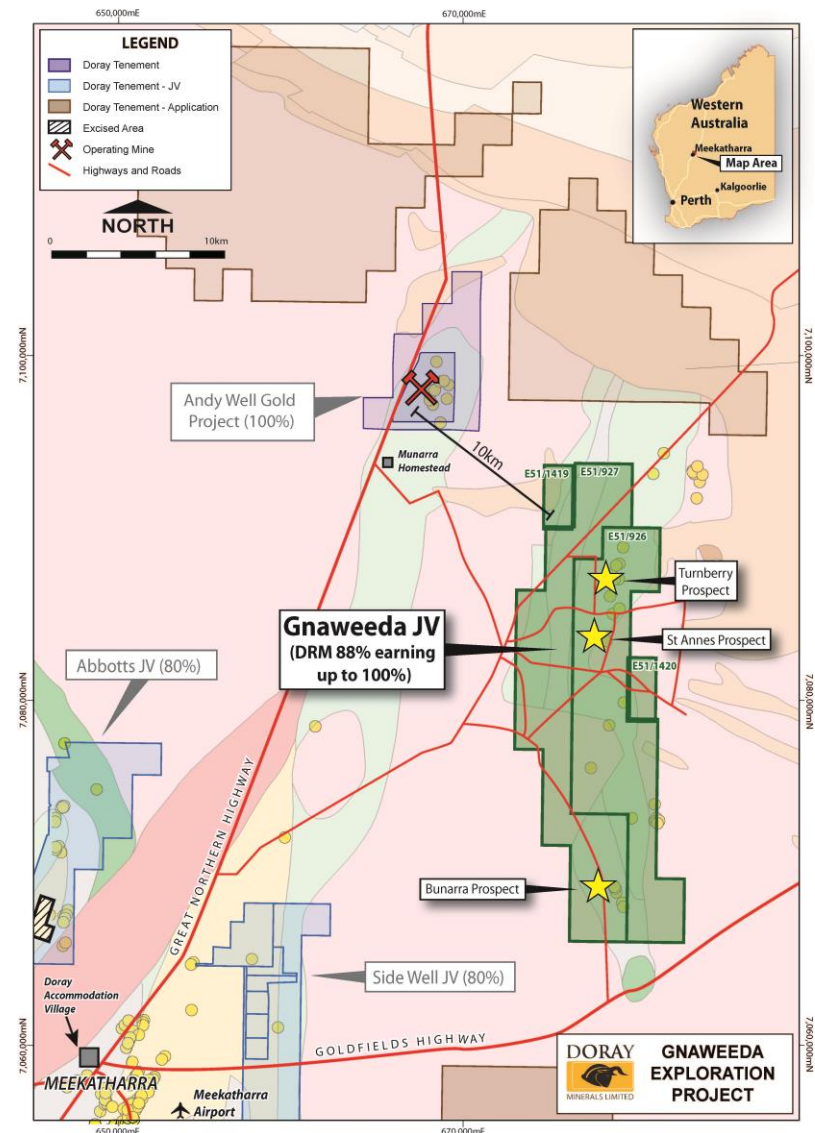 650,000mE
670,000mE
LEGEND
Doray Tenement
Doray Tenement - JV
Doray Tenement - Application
Excised Area
Operating Mine
Highways and Roads
NORTH
0
10km
Western
Australia
Meekatharra
Map Area
Kalgoorlie
Perth
7,100,000mN
7,100,000mN
Andy Well Gold
Project (100%)
10km
Munarra
Homestead
E51/1419
E51/927
E51/926
Turnberry
Prospect
Gnaweeda JV
(DRM 88% earning
up to 100%)
St Annes Prospect
E51/1420
Abbotts JV (80%)
7,080,000mN
7,080,000mN
GREAT NORTHERN HIGHWAY
Bunarra Prospect
Side Well JV (80%)
Doray
Accommodation
Village
GOLDFIELDS HIGHWAY
7,060,000mN
7,060,000mN
MEEKATHARRA
Meekatharra
Airport
DORAY
MINERALS LIMITED
GNAWEEDA
EXPLORATION
PROJECT
650,000mE
670,000mE